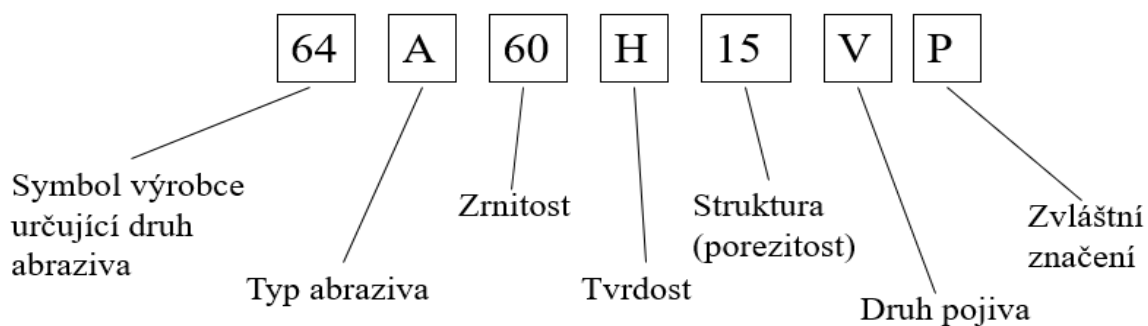 64 A 60 H 15 V P
Symbol výrobce
určující druh
abraziva
Typ abraziva
Zrnitost
Tvrdost
Struktura
(porezitost)
Druh pojiva
Zvláštní
značení